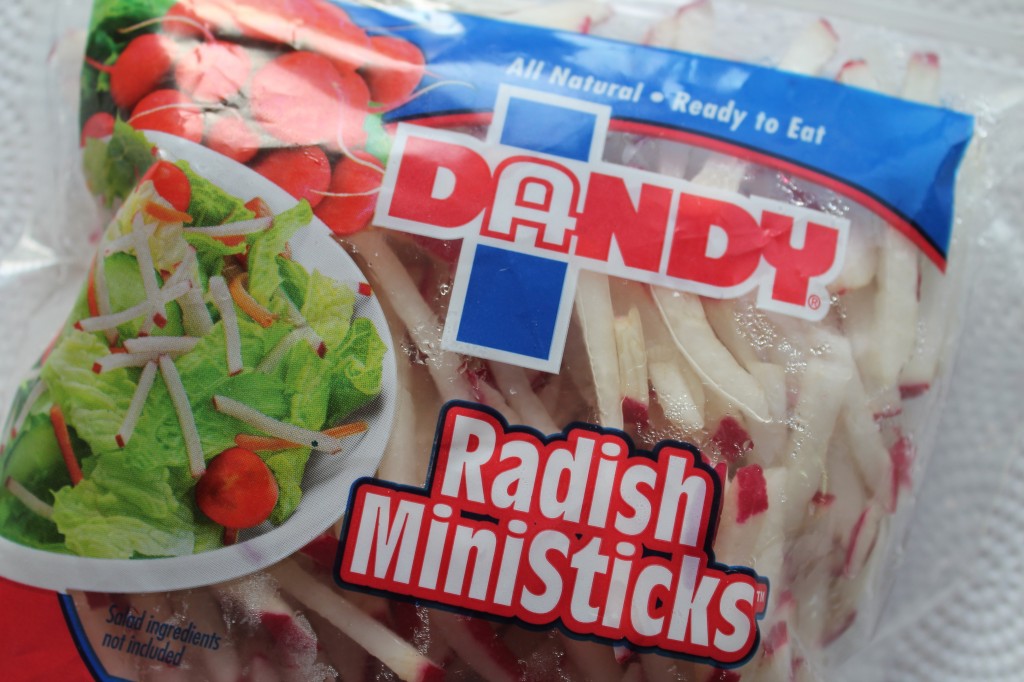 All Natural • Ready to Eat
DANDY®
Radish
MiniSticks™
Salad ingredients
not included